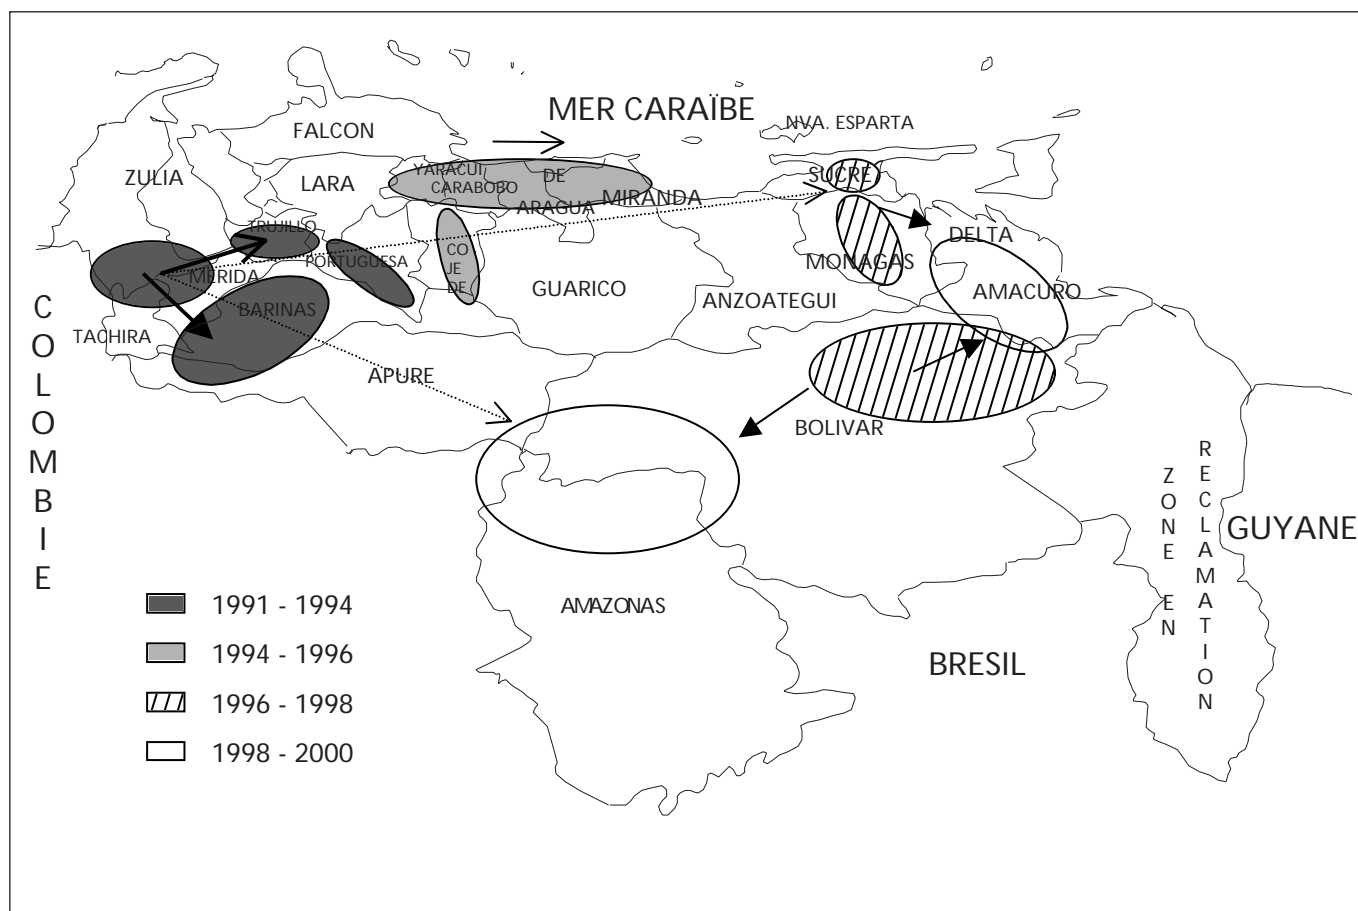 MER CARAÏBE
NVA. ESPARTA
FALCON
ZULIA
LARA
YARACUI
CARABOBO
DE
ARAGUA
MIRANDA
SUCRE
TRUJILLO
MERIDA
PORTUGUESA
CO
JE
DE
DELTA
AMACURO
MONAGAS
GUARICO
ANZOATEGUI
BARINAS
TACHIRA
APURE
BOLIVAR
COLOMBIE
ZONE EN
RECLAMATION
GUYANE
AMAZONAS
BRESIL
1991 - 1994
1994 - 1996
1996 - 1998
1998 - 2000